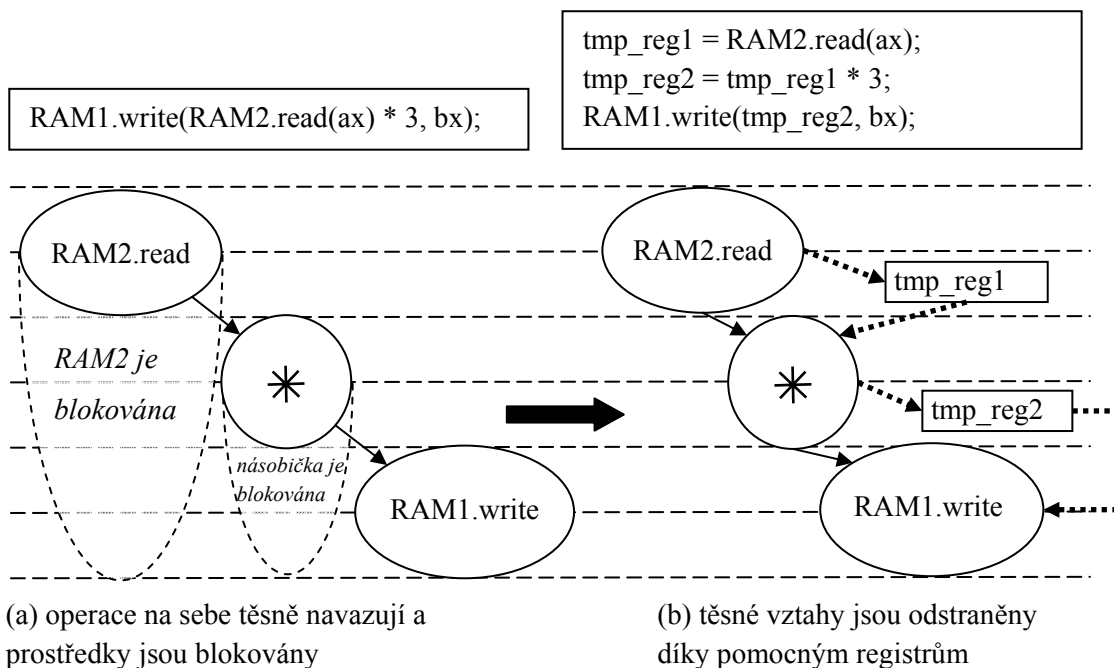 tmp_reg1 = RAM2.read(ax);
tmp_reg2 = tmp_reg1 * 3;
RAM1.write(tmp_reg2, bx);
RAM1.write(RAM2.read(ax) * 3, bx);
RAM2.read
RAM2 je
blokována
*
násobička je
blokována
RAM1.write
RAM2.read
tmp_reg1
*
tmp_reg2
RAM1.write
(a) operace na sebe těsně navazují a
prostředky jsou blokovány
(b) těsné vztahy jsou odstraněny
díky pomocným registrům